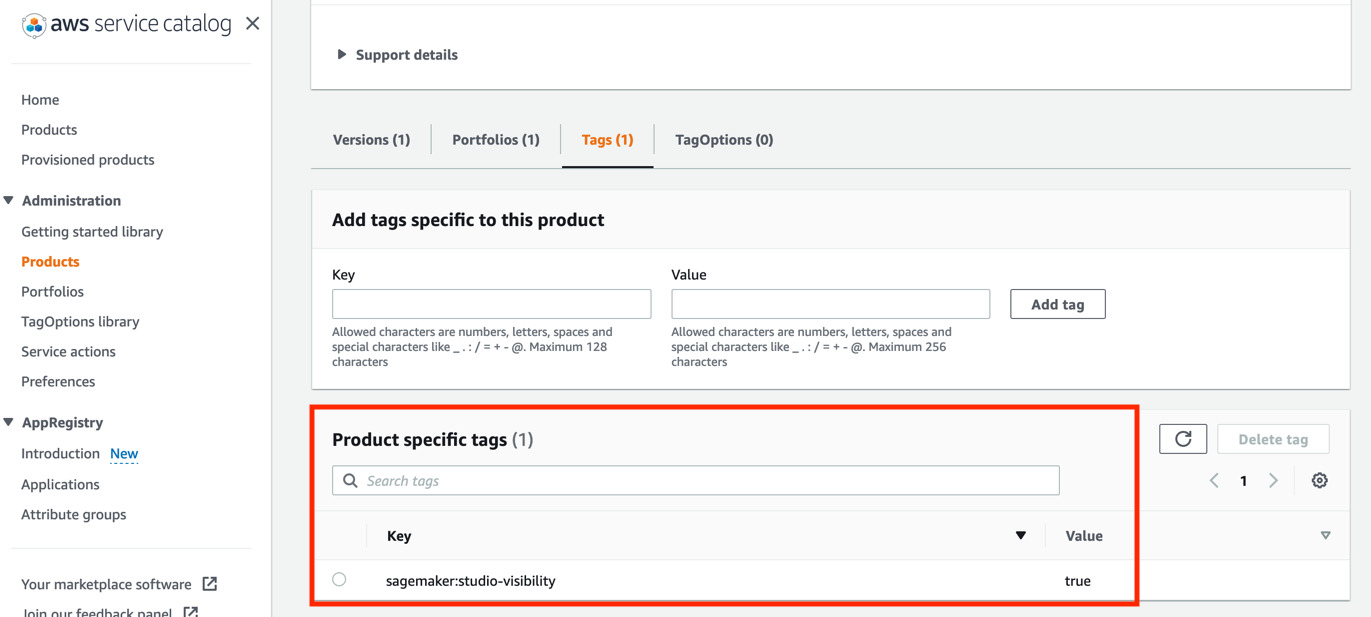 aws service catalog
Home
Products
Provisioned products
Administration
Getting started library
Products
Portfolios
TagOptions library
Service actions
Preferences
AppRegistry
Introduction New
Applications
Attribute groups
Your marketplace software
Join our feedback panel
Support details
Versions (1) Portfolios (1) Tags (1) TagOptions (0)
Add tags specific to this product
Key Value
Add tag
Allowed characters are numbers, letters, spaces and
special characters like _ . : / = + - @. Maximum 128
characters
Allowed characters are numbers, letters, spaces and
special characters like _ . : / = + - @. Maximum 256
characters
Product specific tags (1)
Delete tag
Search tags
1
Key Value
sagemaker:studio-visibility true